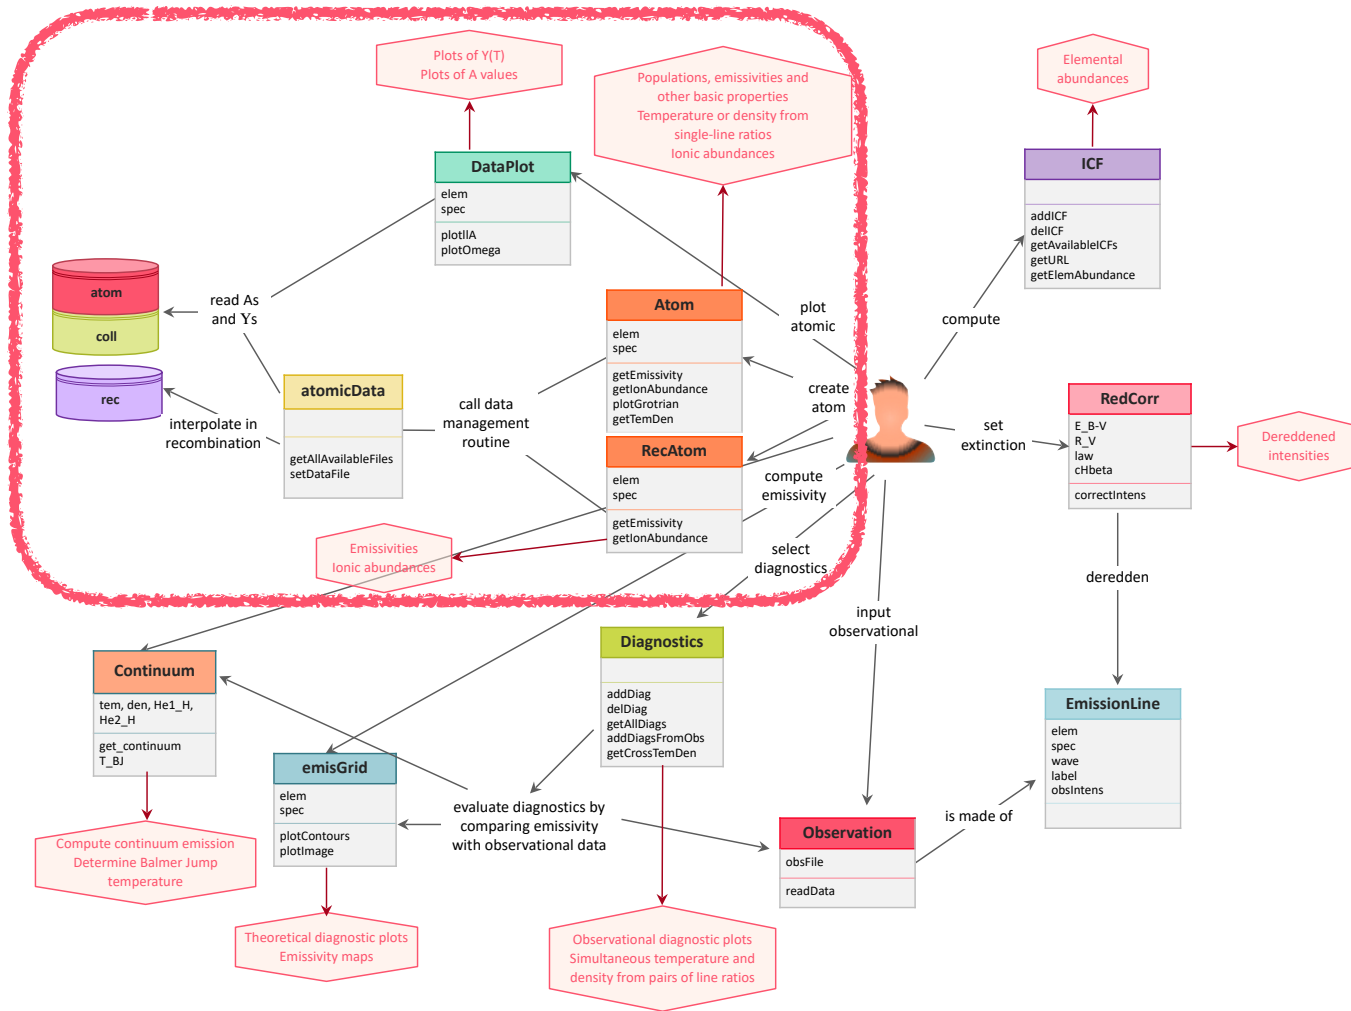 Plots of Y(T)
Plots of A values
Populations, emissivities and
other basic properties
Temperature or density from
single-line ratios
Ionic abundances
Elemental
abundances
DataPlot
elem
spec
plotllA
plotOmega
ICF
addICF
delICF
getAvailableICFs
getURL
getElemAbundance
atom
coll
rec
read As
and Υs
interpolate in
recombination
atomicData
getAllAvailableFiles
setDataFile
call data
management
routine
Atom
elem
spec
getEmissivity
getIonAbundance
plotGrotrian
getTemDen
RecAtom
elem
spec
getEmissivity
getIonAbundance
Emissivities
Ionic abundances
plot
atomic
create
atom
compute
emissivity
select
diagnostics
compute
set
extinction
input
observational
RedCorr
E_B-V
R_V
law
cHbeta
correctIntens
Dereddened
intensities
deredden
EmissionLine
elem
spec
wave
label
obsIntens
Continuum
tem, den, He1_H,
He2_H
get_continuum
T_BJ
Compute continuum emission
Determine Balmer Jump
temperature
emisGrid
elem
spec
plotContours
plotImage
Theoretical diagnostic plots
Emissivity maps
Diagnostics
addDiag
delDiag
getAllDiags
addDiagsFromObs
getCrossTemDen
evaluate diagnostics by
comparing emissivity
with observational data
Observational diagnostic plots
Simultaneous temperature and
density from pairs of line ratios
Observation
obsFile
readData
is made of